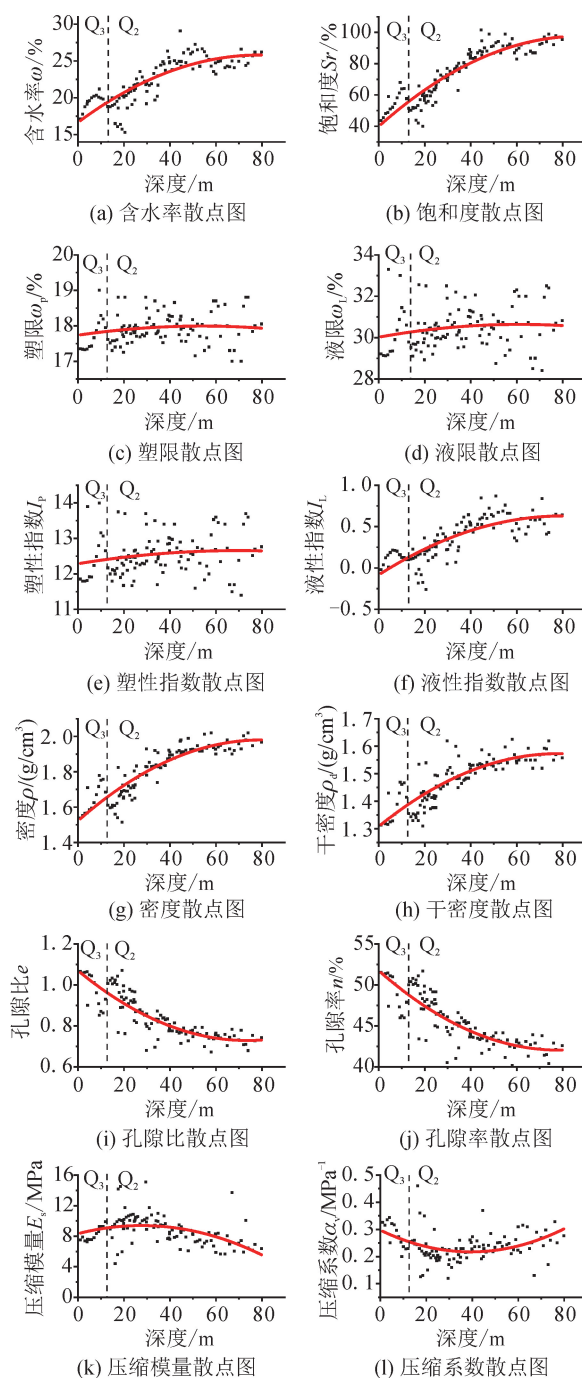 Q₃ Q₂
含水率ω/%
30
25
20
15
0 20 40 60 80
深度/m
(a) 含水率散点图
Q₃ Q₂
饱和度Sr/%
100
80
60
40
0 20 40 60 80
深度/m
(b) 饱和度散点图
Q₃ Q₂
塑限ωₚ/%
20
19
18
17
0 20 40 60 80
深度/m
(c) 塑限散点图
Q₃ Q₂
液限ω_L/%
34
32
30
28
0 20 40 60 80
深度/m
(d) 液限散点图
Q₃ Q₂
塑性指数Iₚ
15
14
13
12
11
0 20 40 60 80
深度/m
(e) 塑性指数散点图
Q₃ Q₂
液性指数I_L
1.0
0.5
0.0
-0.5
0 20 40 60 80
深度/m
(f) 液性指数散点图
Q₃ Q₂
密度ρ/(g/cm³)
2.0
1.8
1.6
1.4
0 20 40 60 80
深度/m
(g) 密度散点图
Q₃ Q₂
干密度ρ_d/(g/cm³)
1.7
1.6
1.5
1.4
1.3
0 20 40 60 80
深度/m
(h) 干密度散点图
Q₃ Q₂
孔隙比e
1.2
1.0
0.8
0.6
0 20 40 60 80
深度/m
(i) 孔隙比散点图
Q₃ Q₂
孔隙率n/%
55
50
45
40
0 20 40 60 80
深度/m
(j) 孔隙率散点图
Q₃ Q₂
压缩模量Eₛ/MPa
16
12
8
4
0
0 20 40 60 80
深度/m
(k) 压缩模量散点图
Q₃ Q₂
压缩系数α/MPa⁻¹
0.5
0.4
0.3
0.2
0.1
0 20 40 60 80
深度/m
(l) 压缩系数散点图